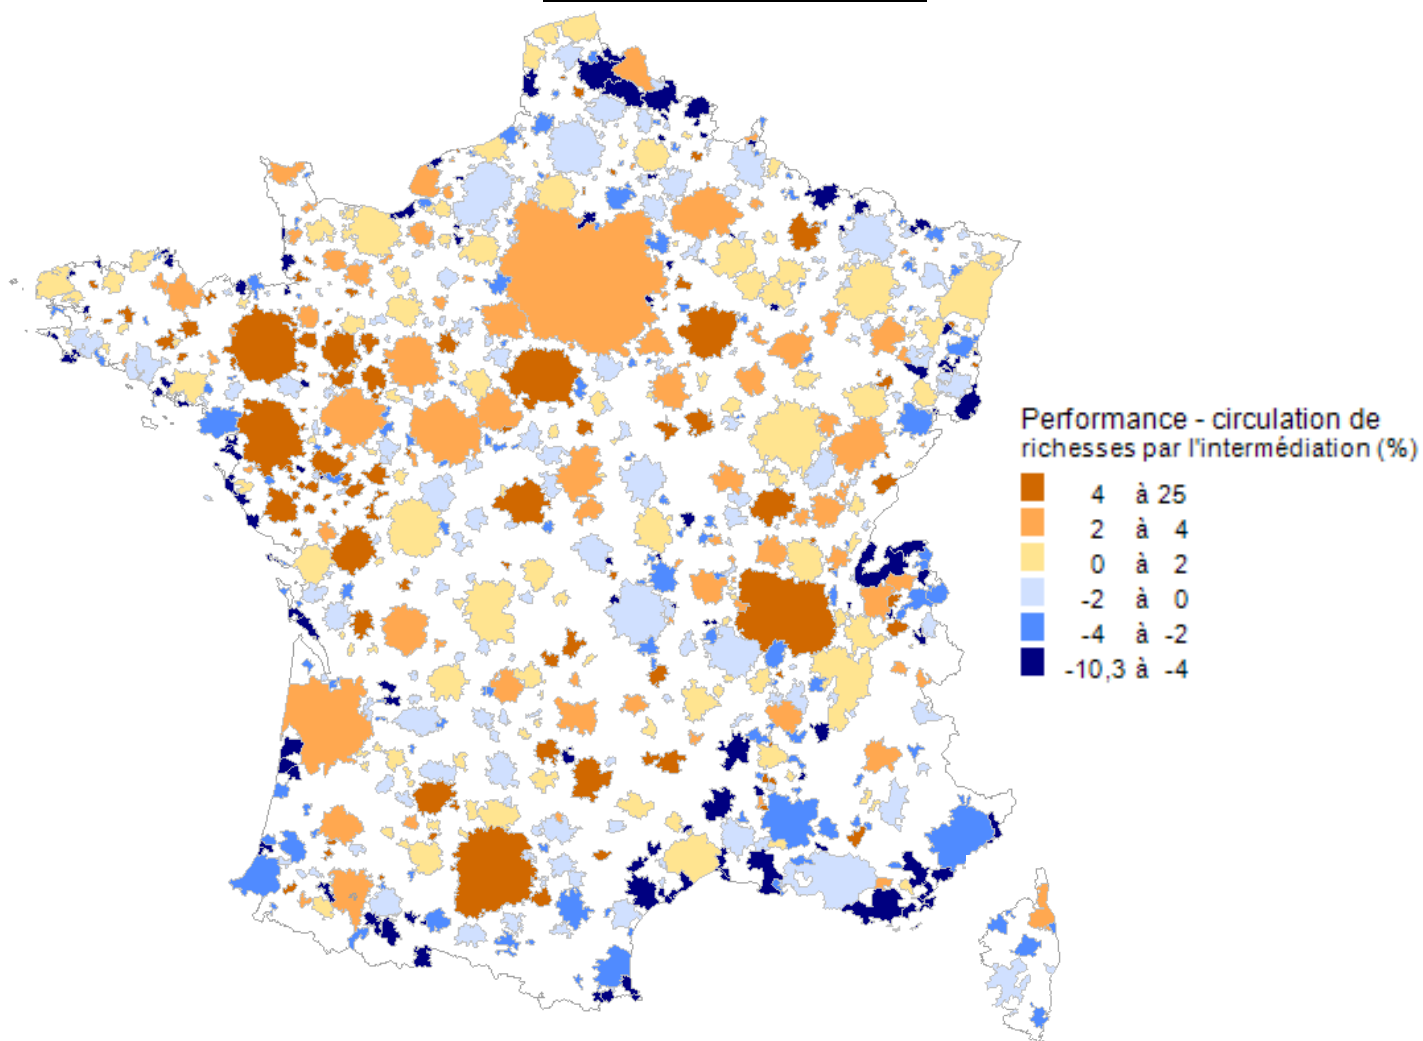 Performance - circulation de
richesses par l'intermédiation (%)
4 à 25
2 à 4
0 à 2
-2 à 0
-4 à -2
-10,3 à -4